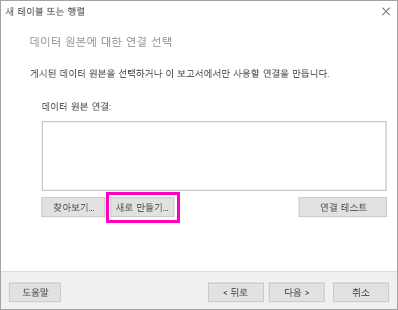 새 테이블 또는 행렬
데이터 원본에 대한 연결 선택
게시된 데이터 원본을 선택하거나 이 보고서에서만 사용할 연결을 만듭니다.
데이터 원본 연결:
찾아보기... 새로 만들기... 연결 테스트
도움말 < 뒤로 다음 > 취소